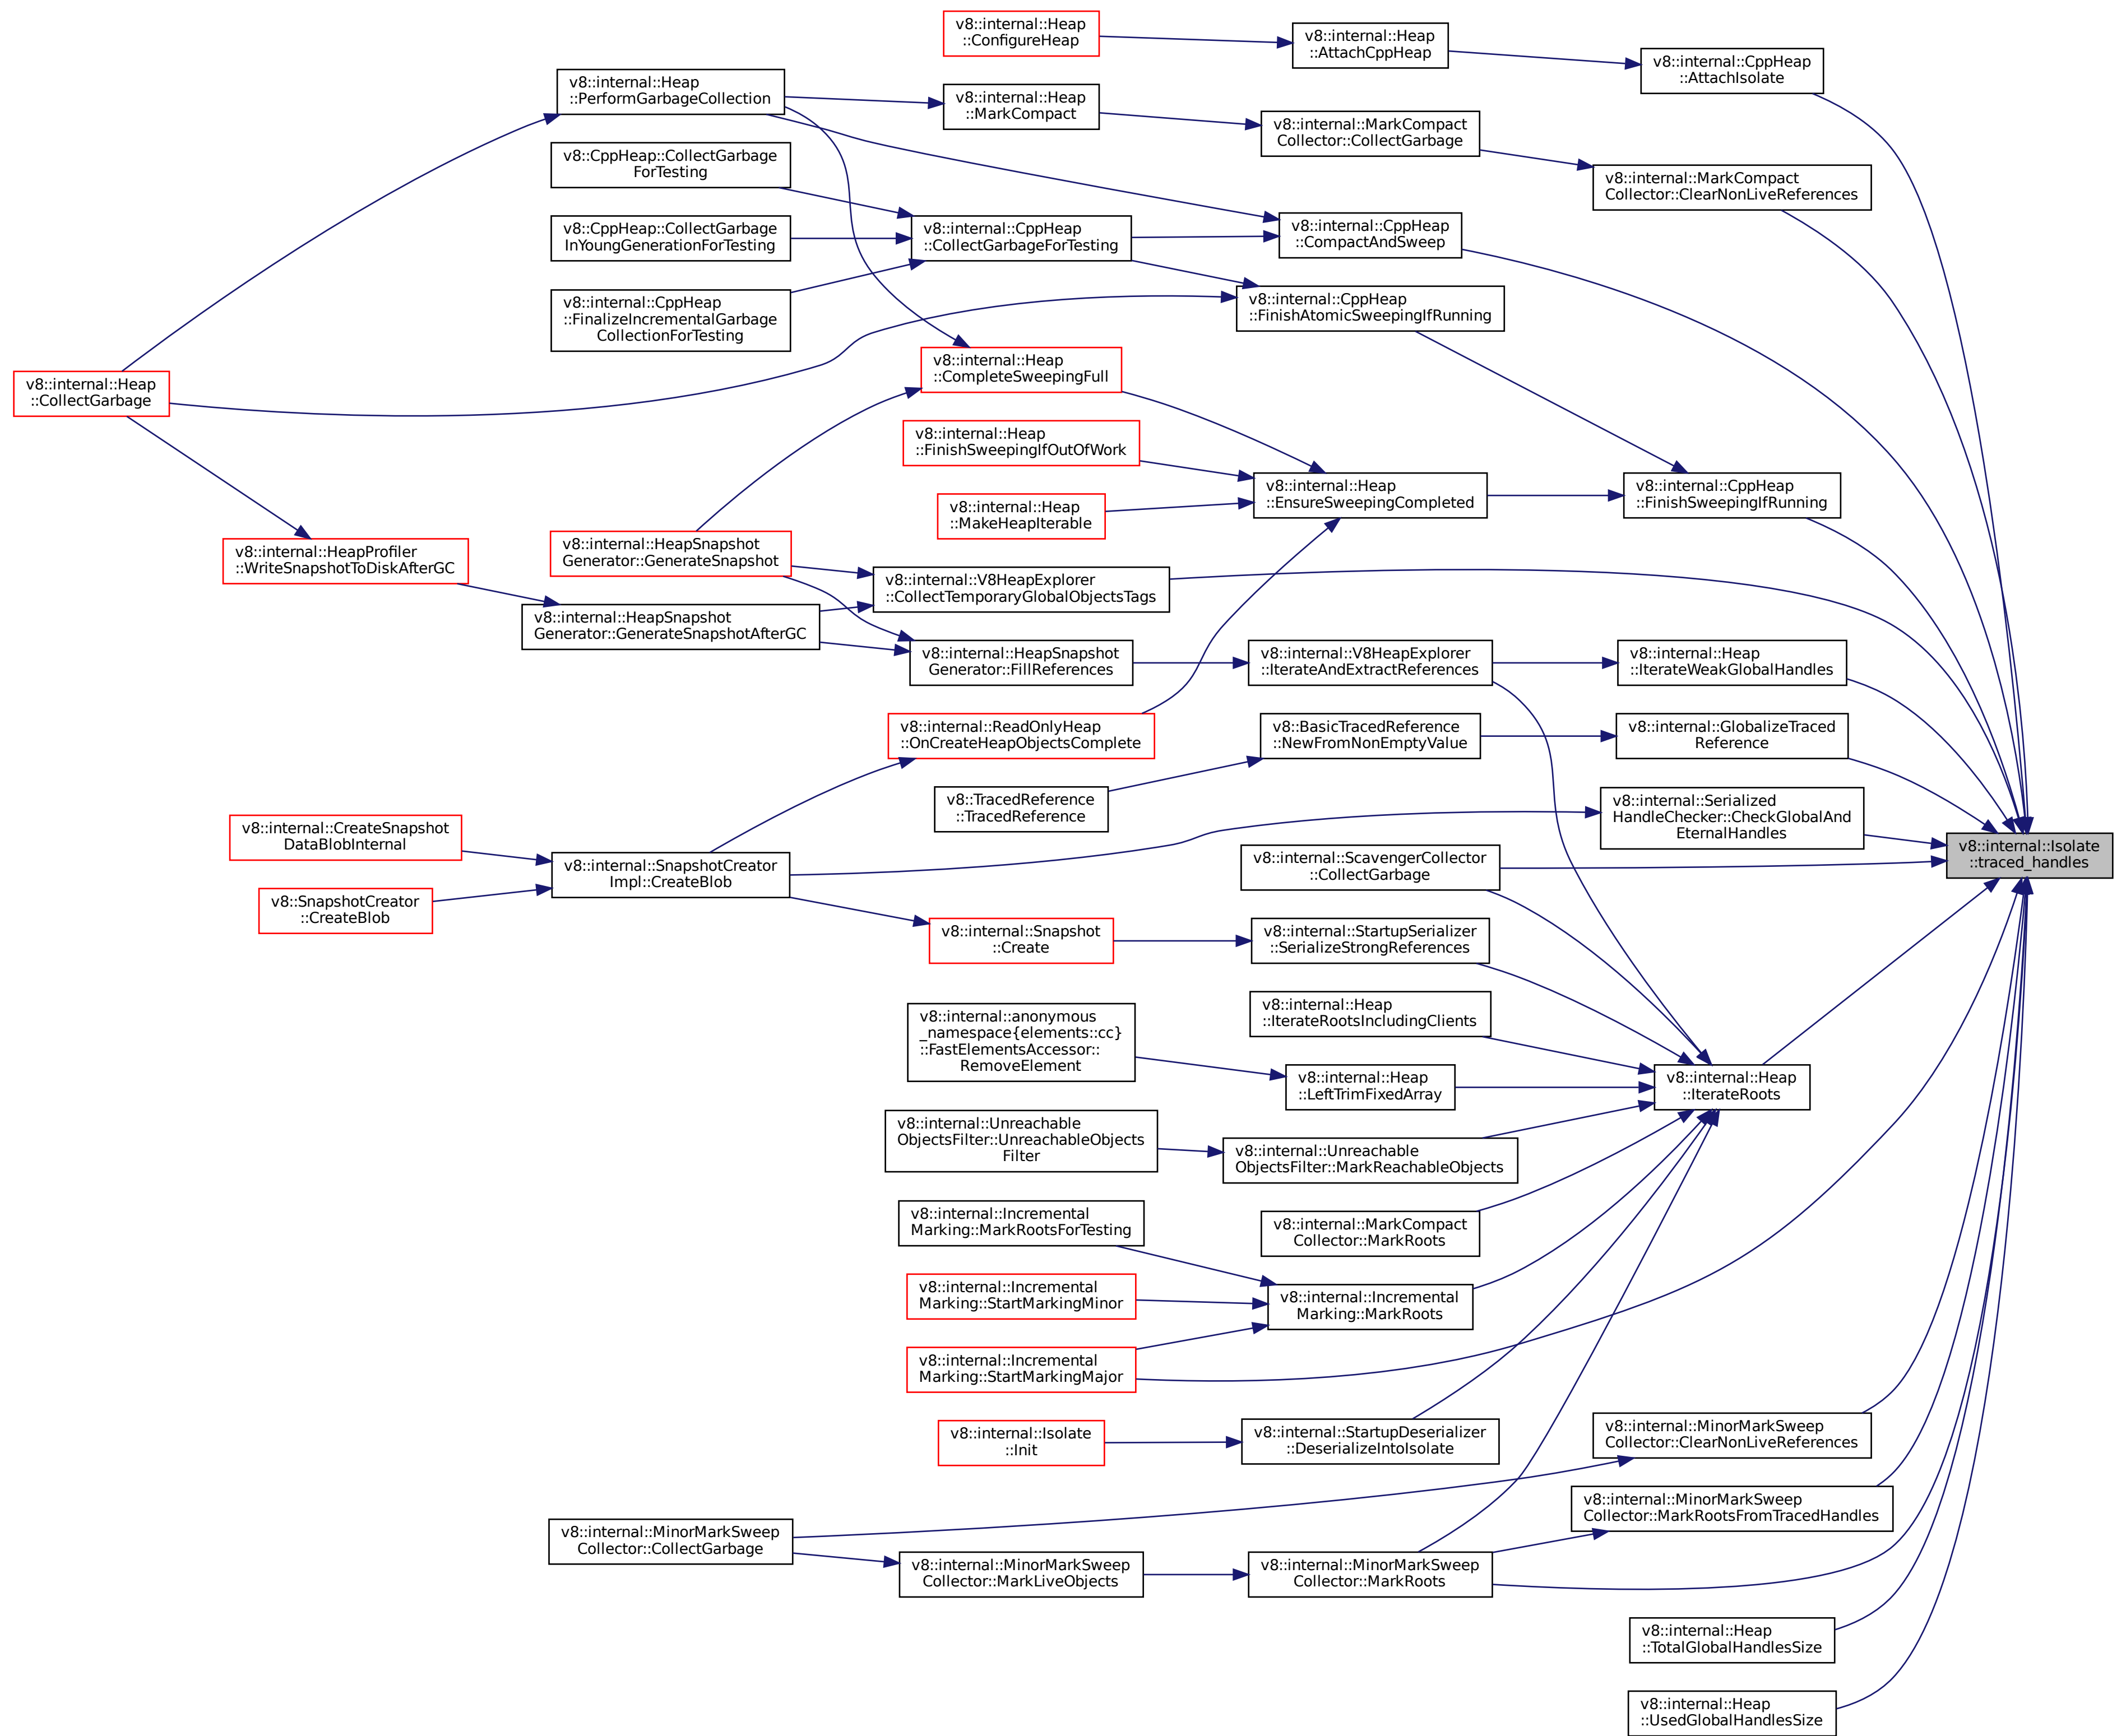 v8::internal::Heap
::ConfigureHeap
v8::internal::Heap
::AttachCppHeap
v8::internal::CppHeap
::AttachIsolate
v8::internal::Heap
::PerformGarbageCollection
v8::internal::Heap
::MarkCompact
v8::internal::MarkCompact
Collector::CollectGarbage
v8::CppHeap::CollectGarbage
ForTesting
v8::internal::MarkCompact
Collector::ClearNonLiveReferences
v8::CppHeap::CollectGarbage
InYoungGenerationForTesting
v8::internal::CppHeap
::CollectGarbageForTesting
v8::internal::CppHeap
::CompactAndSweep
v8::internal::CppHeap
::FinalizeIncrementalGarbage
CollectionForTesting
v8::internal::CppHeap
::FinishAtomicSweepingIfRunning
v8::internal::Heap
::CollectGarbage
v8::internal::Heap
::CompleteSweepingFull
v8::internal::Heap
::FinishSweepingIfOutOfWork
v8::internal::Heap
::EnsureSweepingCompleted
v8::internal::CppHeap
::FinishSweepingIfRunning
v8::internal::Heap
::MakeHeapIterable
v8::internal::HeapProfiler
::WriteSnapshotToDiskAfterGC
v8::internal::HeapSnapshot
Generator::GenerateSnapshot
v8::internal::V8HeapExplorer
::CollectTemporaryGlobalObjectsTags
v8::internal::HeapSnapshot
Generator::GenerateSnapshotAfterGC
v8::internal::HeapSnapshot
Generator::FillReferences
v8::internal::V8HeapExplorer
::IterateAndExtractReferences
v8::internal::Heap
::IterateWeakGlobalHandles
v8::internal::ReadOnlyHeap
::OnCreateHeapObjectsComplete
v8::BasicTracedReference
::NewFromNonEmptyValue
v8::internal::GlobalizeTraced
Reference
v8::TracedReference
::TracedReference
v8::internal::Serialized
HandleChecker::CheckGlobalAnd
EternalHandles
v8::internal::CreateSnapshot
DataBlobInternal
v8::internal::SnapshotCreator
Impl::CreateBlob
v8::internal::ScavengerCollector
::CollectGarbage
v8::internal::Isolate
::traced_handles
v8::SnapshotCreator
::CreateBlob
v8::internal::Snapshot
::Create
v8::internal::StartupSerializer
::SerializeStrongReferences
v8::internal::anonymous
_namespace{elements::cc}
::FastElementsAccessor::
RemoveElement
v8::internal::Heap
::IterateRootsIncludingClients
v8::internal::Heap
::LeftTrimFixedArray
v8::internal::Heap
::IterateRoots
v8::internal::Unreachable
ObjectsFilter::UnreachableObjects
Filter
v8::internal::Unreachable
ObjectsFilter::MarkReachableObjects
v8::internal::Incremental
Marking::MarkRootsForTesting
v8::internal::MarkCompact
Collector::MarkRoots
v8::internal::Incremental
Marking::StartMarkingMinor
v8::internal::Incremental
Marking::MarkRoots
v8::internal::Incremental
Marking::StartMarkingMajor
v8::internal::Isolate
::Init
v8::internal::StartupDeserializer
::DeserializeIntoIsolate
v8::internal::MinorMarkSweep
Collector::ClearNonLiveReferences
v8::internal::MinorMarkSweep
Collector::MarkRootsFromTracedHandles
v8::internal::MinorMarkSweep
Collector::CollectGarbage
v8::internal::MinorMarkSweep
Collector::MarkLiveObjects
v8::internal::MinorMarkSweep
Collector::MarkRoots
v8::internal::Heap
::TotalGlobalHandlesSize
v8::internal::Heap
::UsedGlobalHandlesSize